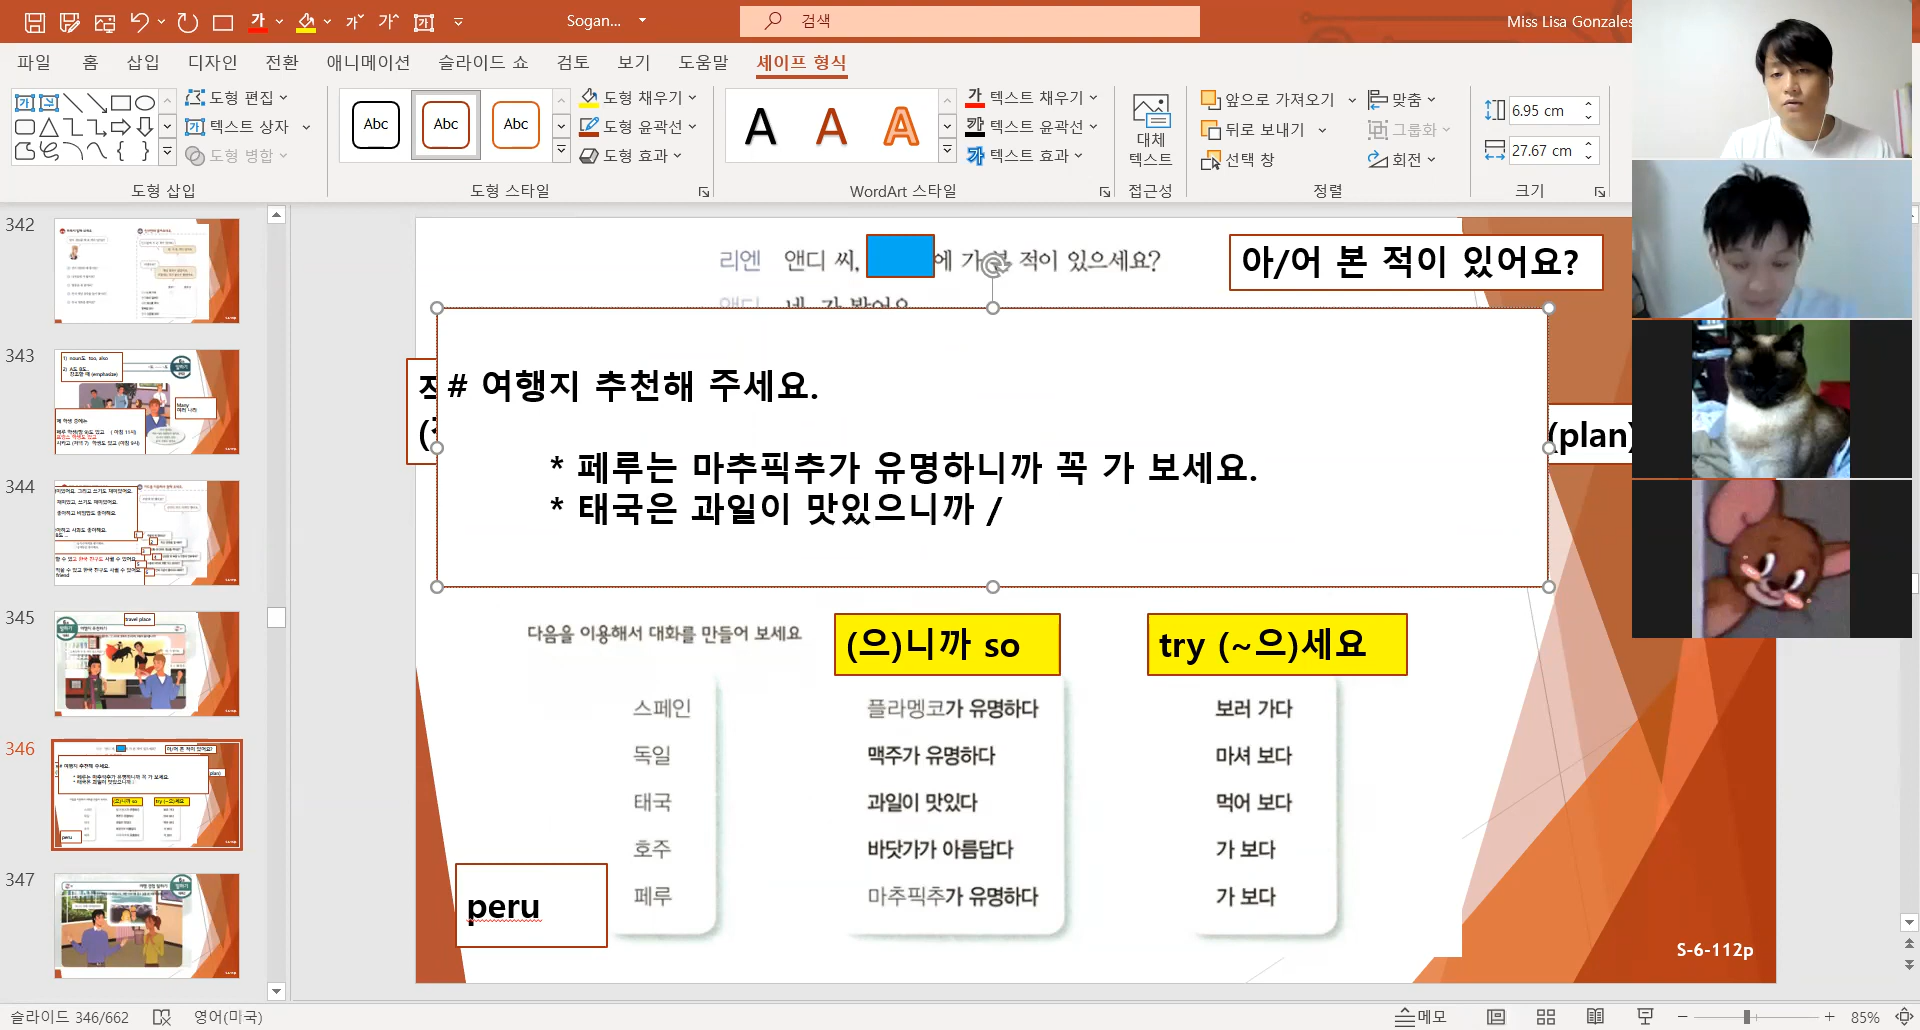 Sogan...
검색
Miss Lisa Gonzales
파일 홈 삽입 디자인 전환 애니메이션 슬라이드 쇼 검토 보기 도움말 셰이프 형식
도형 편집
텍스트 상자
도형 병합
도형 삽입
Abc Abc Abc
도형 채우기
도형 윤곽선
도형 효과
도형 스타일
A A A
텍스트 채우기
텍스트 윤곽선
텍스트 효과
WordArt 스타일
대체
텍스트
접근성
앞으로 가져오기
뒤로 보내기
선택 창
맞춤
그룹화
회전
정렬
6.95 cm
27.67 cm
크기
342
343
344
345
346
347
리엔 앤디 씨, 에 가 본 적이 있으세요?
아/어 본 적이 있어요?
# 여행지 추천해 주세요.
* 페루는 마추픽추가 유명하니까 꼭 가 보세요.
* 태국은 과일이 맛있으니까 /
(plan)
다음을 이용해서 대화를 만들어 보세요
(으)니까 so
try (~으)세요
스페인 플라멩코가 유명하다 보러 가다
독일 맥주가 유명하다 마셔 보다
태국 과일이 맛있다 먹어 보다
호주 바닷가가 아름답다 가 보다
페루 마추픽추가 유명하다 가 보다
peru
S-6-112p
슬라이드 346/662
영어(미국)
메모
85%